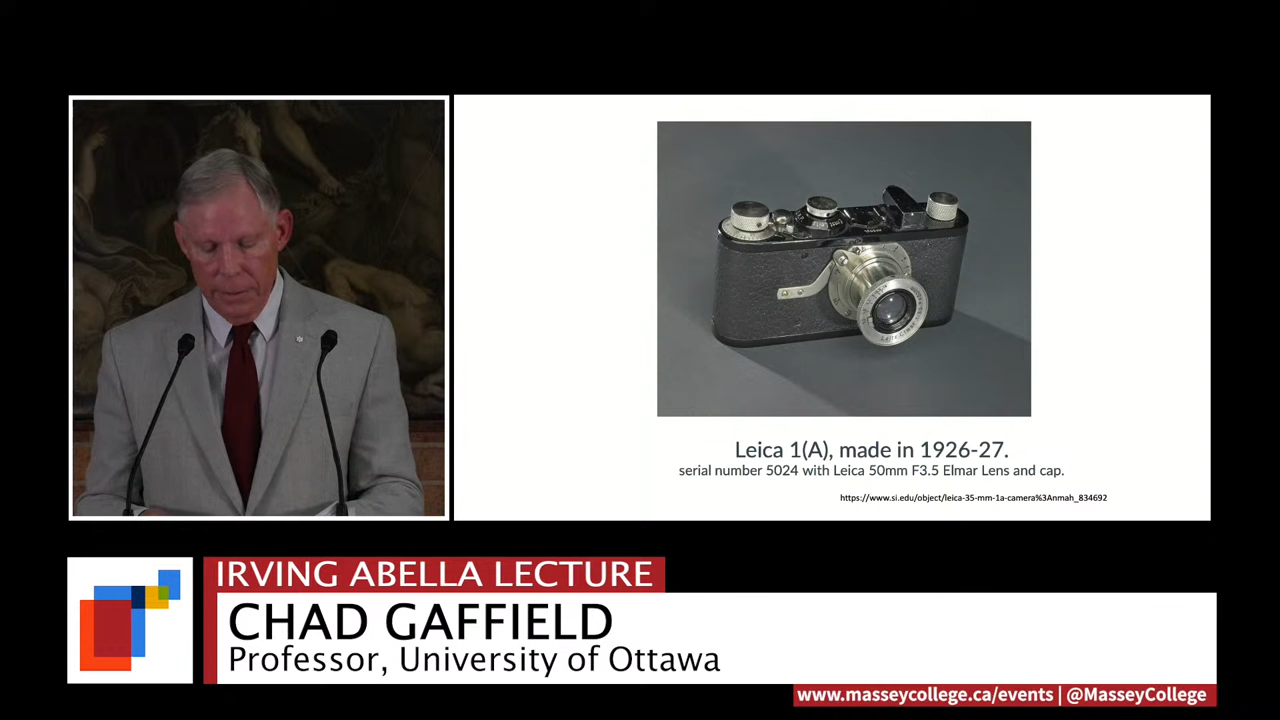 Leica 1(A), made in 1926-27.
serial number 5024 with Leica 50mm F3.5 Elmar Lens and cap.
https://www.si.edu/object/leica-35-mm-1a-camera%3Anmah_834692
IRVING ABELLA LECTURE
CHAD GAFFIELD
Professor, University of Ottawa
www.masseycollege.ca/events | @MasseyCollege